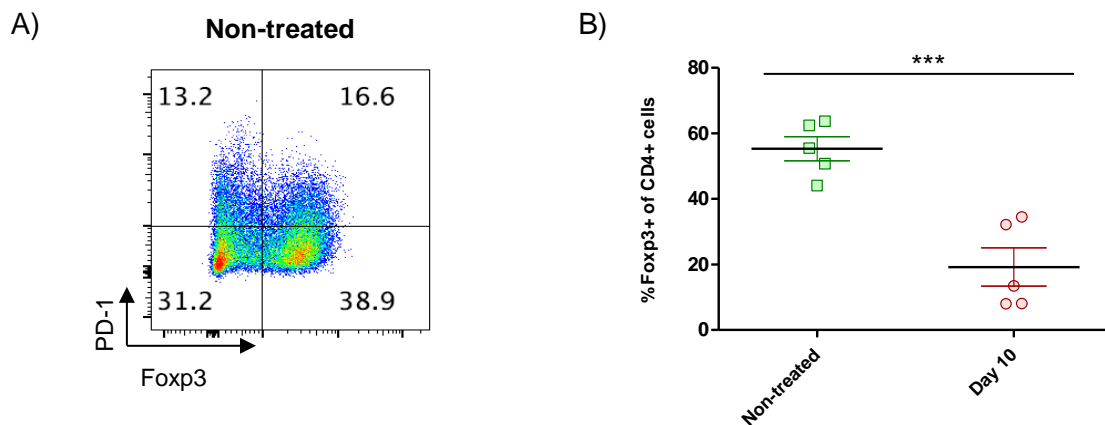 A)
Non-treated
13.2 16.6
31.2 38.9
PD-1
Foxp3
B)
***
%Foxp3+ of CD4+ cells
80
60
40
20
0
Non-treated
Day 10